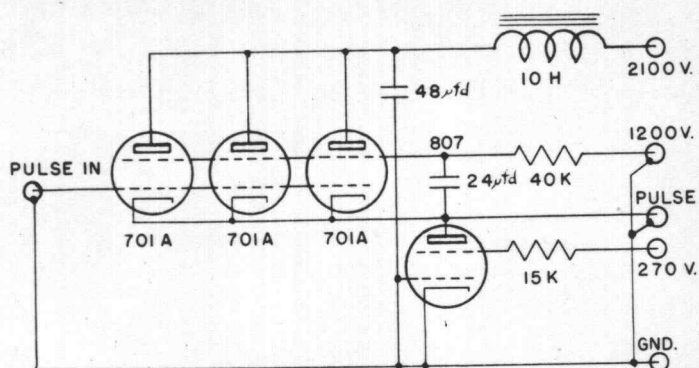 2100 V.
10 H
48 μfd
PULSE IN
807
1200 V.
24 μfd
40 K
PULSE
701 A
701 A
701 A
15 K
270 V.
GND.